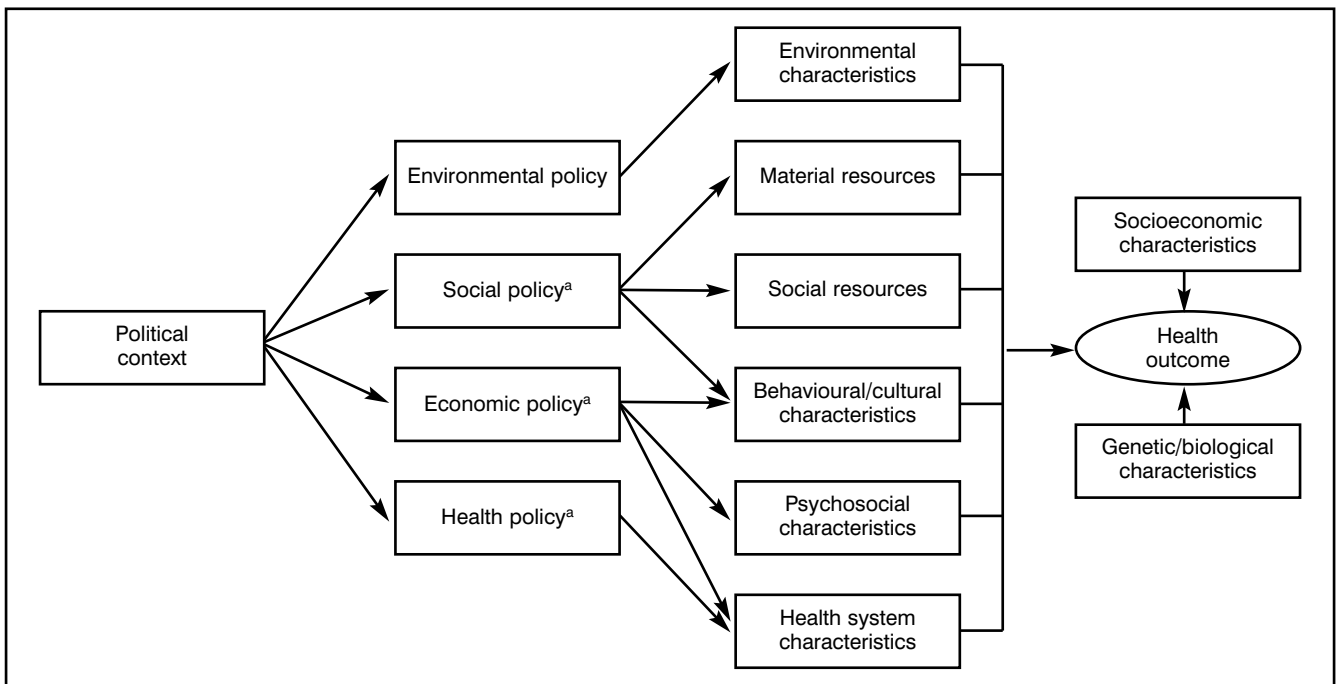 Environmental
characteristics
Environmental policy
Material resources
Socioeconomic
characteristics
Social policyᵃ
Social resources
Political
context
Health
outcome
Economic policyᵃ
Behavioural/cultural
characteristics
Genetic/biological
characteristics
Health policyᵃ
Psychosocial
characteristics
Health system
characteristics